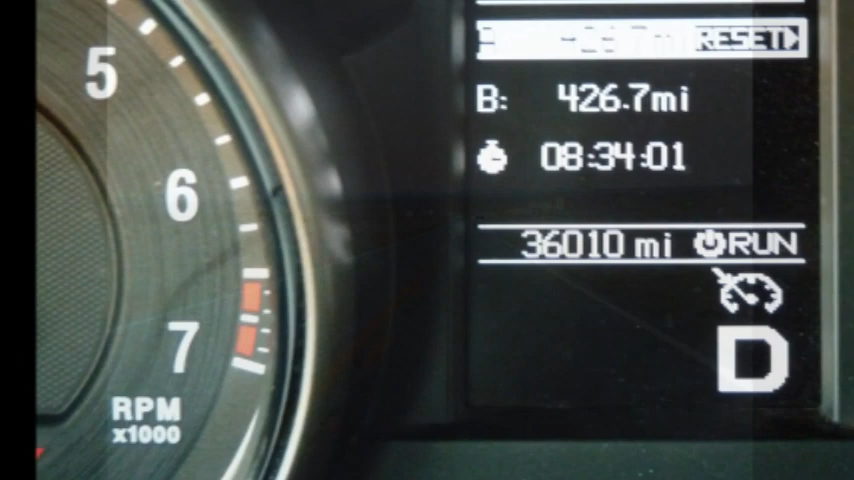 5
6
7
RPM
x1000
RESET
B: 426.7mi
08:34:01
36010 mi RUN
D